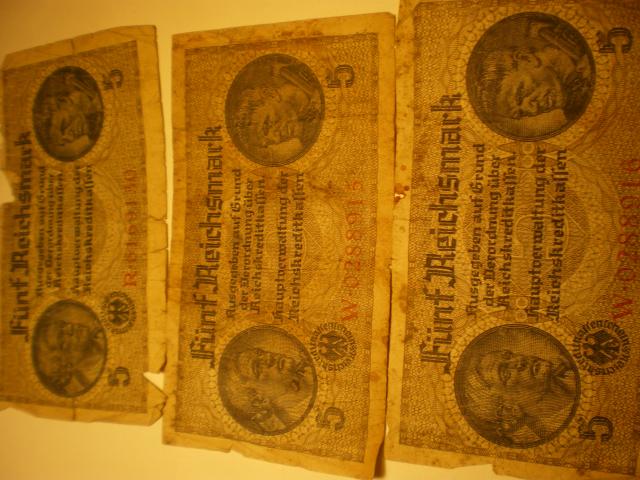 Fünf Reichsmark
Ausgegeben auf Grund
der Verordnung über
Reichskreditkassen
Hauptverwaltung der
Reichskreditkassen
5
5
Fünf Reichsmark
Ausgegeben auf Grund
der Verordnung über
Reichskreditkassen
Hauptverwaltung der
Reichskreditkassen
W·0288915
5
5
Fünf Reichsmark
Ausgegeben auf Grund
der Verordnung über
Reichskreditkassen
Hauptverwaltung der
Reichskreditkassen
W·0288916
5
5